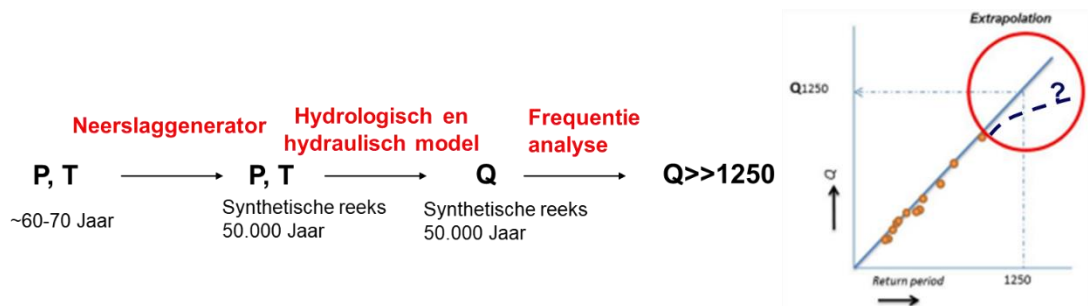 Neerslaggenerator
Hydrologisch en
hydraulisch model
Frequentie
analyse
P, T
P, T
Q
Q>>1250
~60-70 Jaar
Synthetische reeks
50.000 Jaar
Synthetische reeks
50.000 Jaar
Extrapolation
Q1250
?
Q
Return period
1250